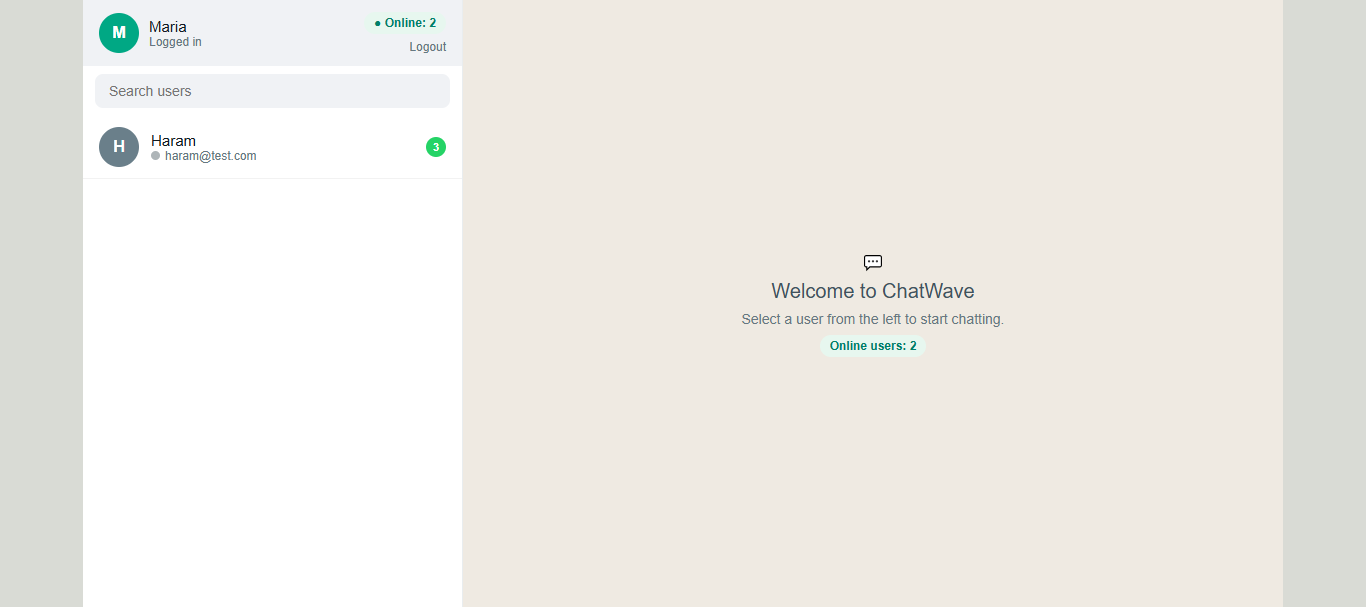 M
Maria
Logged in
● Online: 2
Logout
Search users
H
Haram
haram@test.com
3
Welcome to ChatWave
Select a user from the left to start chatting.
Online users: 2